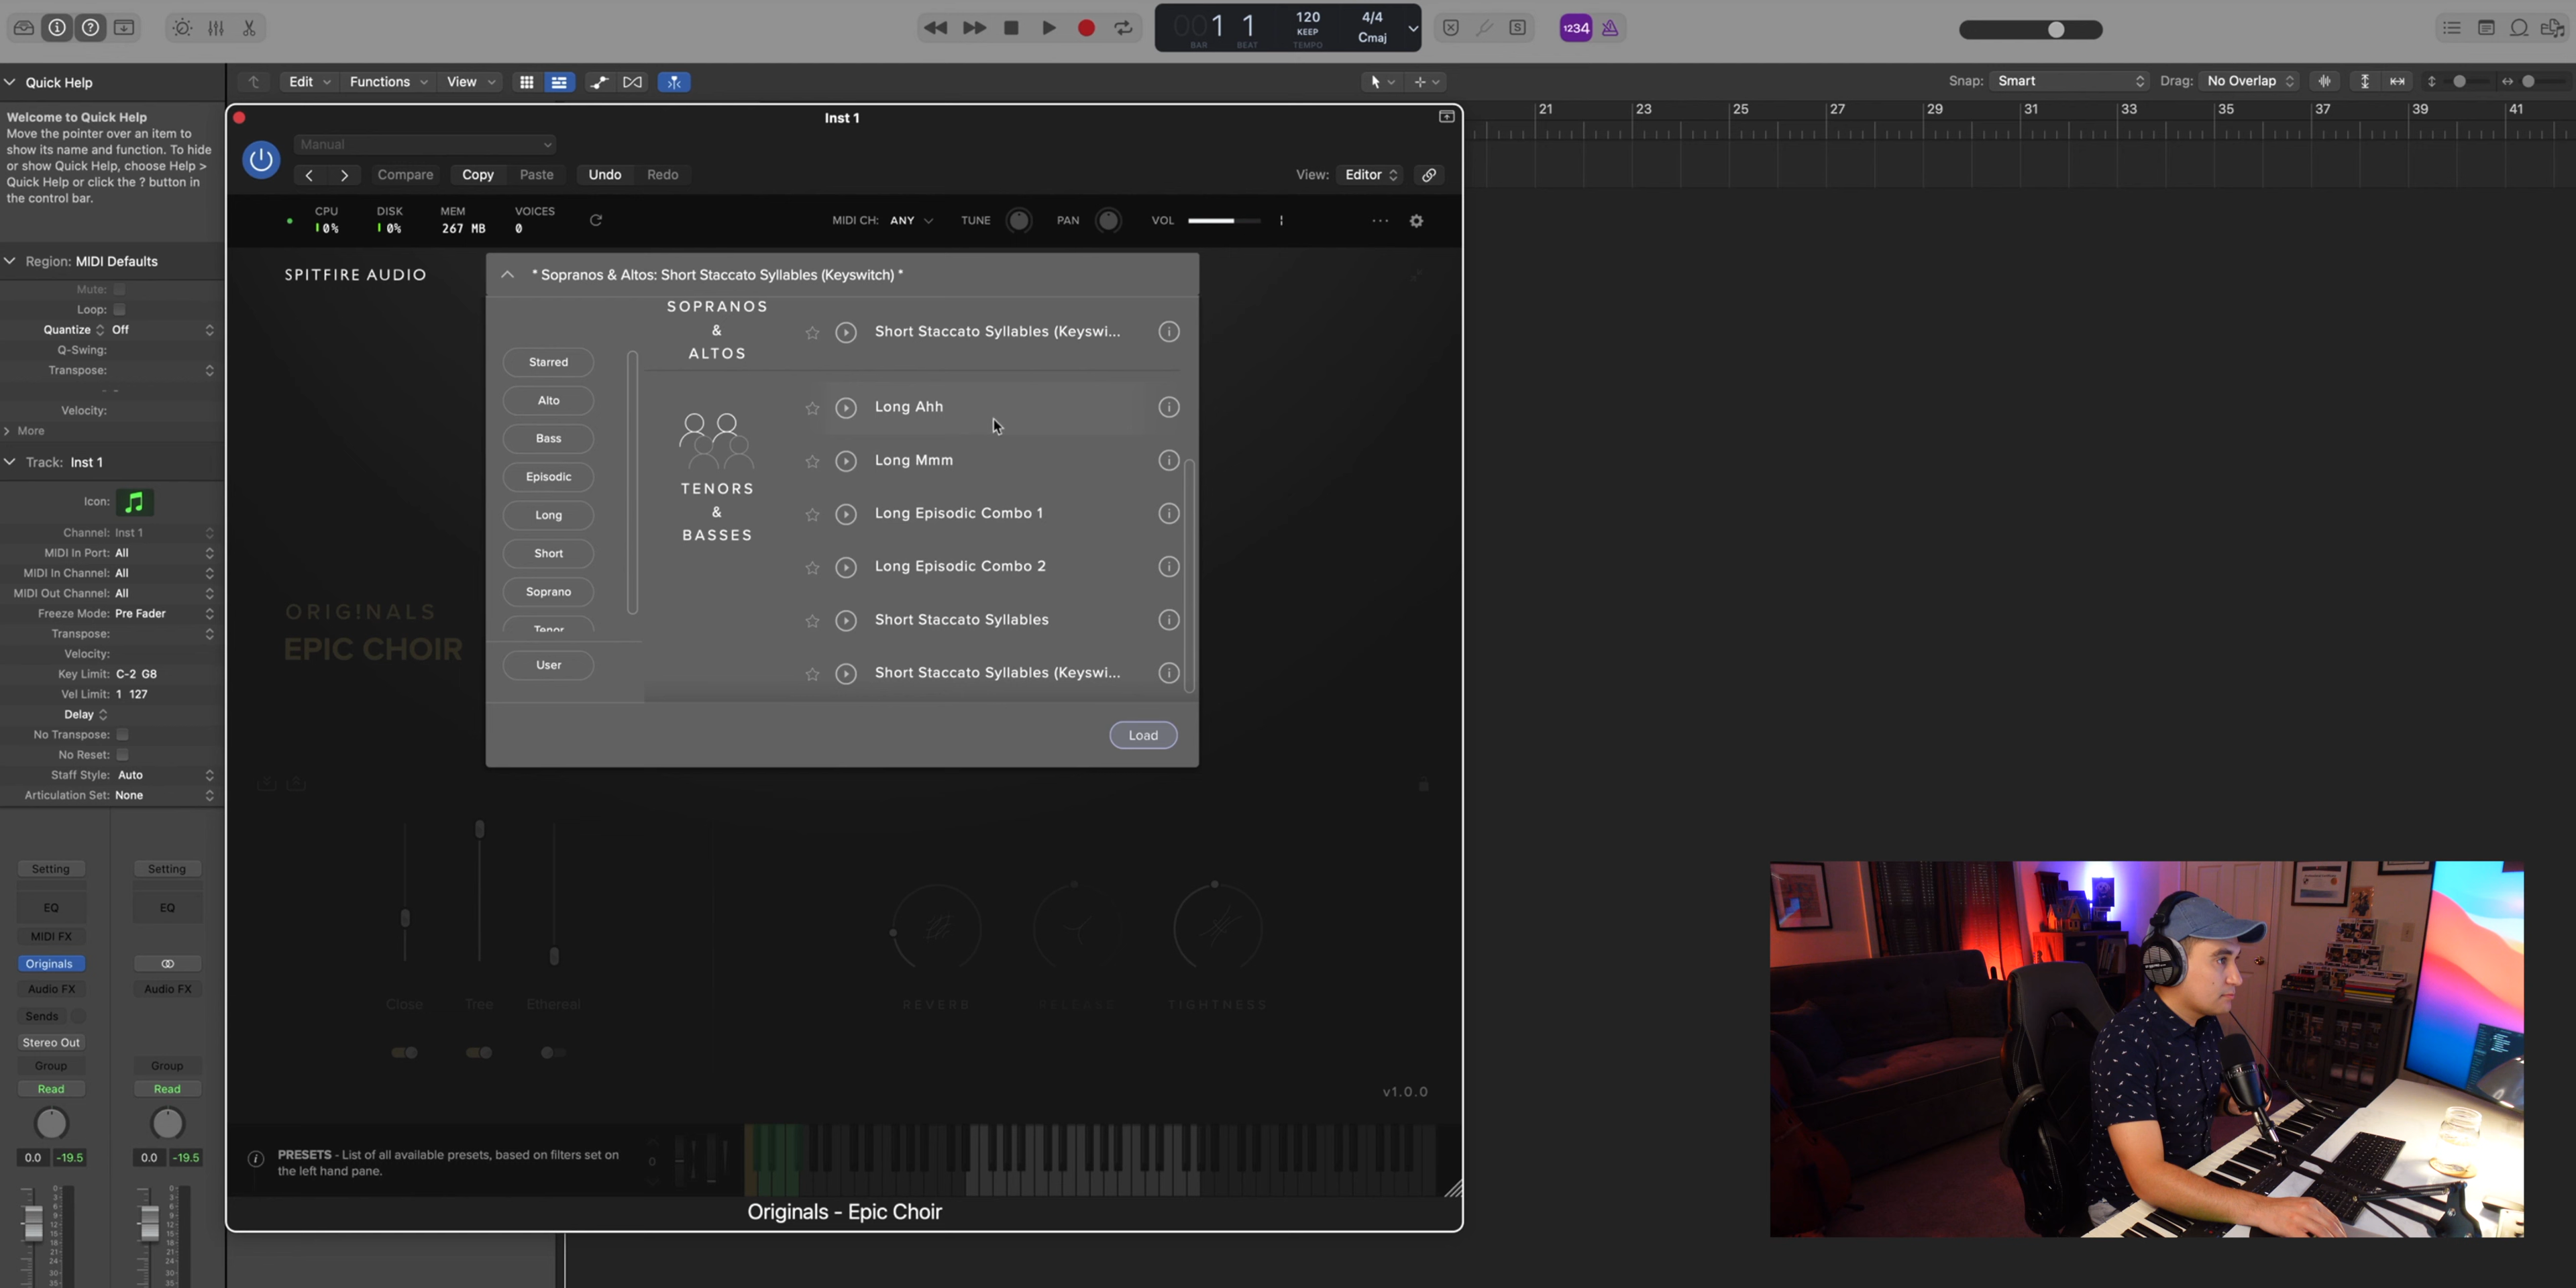 1 1
BAR BEAT
120
KEEP
TEMPO
4/4
Cmaj
S
1234
Quick Help
Welcome to Quick Help
Move the pointer over an item to
show its name and function. To hide
or show Quick Help, choose Help >
Quick Help or click the ? button in
the control bar.
Edit Functions View
Snap: Smart
Drag: No Overlap
21 23 25 27 29 31 33 35 37 39 41
Region: MIDI Defaults
Mute:
Loop:
Quantize Off
Q-Swing:
Transpose:
Velocity:
More
Track: Inst 1
Icon:
Channel: Inst 1
MIDI In Port: All
MIDI In Channel: All
MIDI Out Channel: All
Freeze Mode: Pre Fader
Transpose:
Velocity:
Key Limit: C-2 G8
Vel Limit: 1 127
Delay
No Transpose:
No Reset:
Staff Style: Auto
Articulation Set: None
Setting Setting
EQ EQ
MIDI FX
Originals
Audio FX Audio FX
Sends
Stereo Out
Group Group
Read Read
0.0 -19.5 0.0 -19.5
Inst 1
Manual
Compare Copy Paste Undo Redo
View: Editor
CPU DISK MEM VOICES
0% 0% 267 MB 0
MIDI CH: ANY TUNE PAN VOL
SPITFIRE AUDIO
* Sopranos & Altos: Short Staccato Syllables (Keyswitch) *
Starred
Alto
Bass
Episodic
Long
Short
Soprano
Tenor
User
SOPRANOS
&
ALTOS
Short Staccato Syllables (Keyswi...
TENORS
&
BASSES
Long Ahh
Long Mmm
Long Episodic Combo 1
Long Episodic Combo 2
Short Staccato Syllables
Short Staccato Syllables (Keyswi...
Load
ORIG!NALS
EPIC CHOIR
Close Tree Ethereal
REVERB RELEASE TIGHTNESS
v1.0.0
PRESETS - List of all available presets, based on filters set on
the left hand pane.
0
Originals - Epic Choir